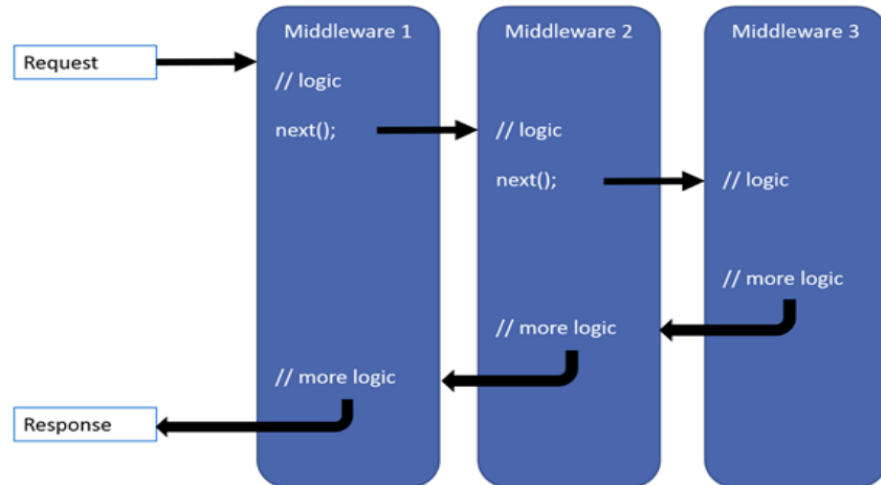 Middleware 1
Middleware 2
Middleware 3
Request
// logic
next();
// logic
next();
// logic
// more logic
// more logic
// more logic
Response